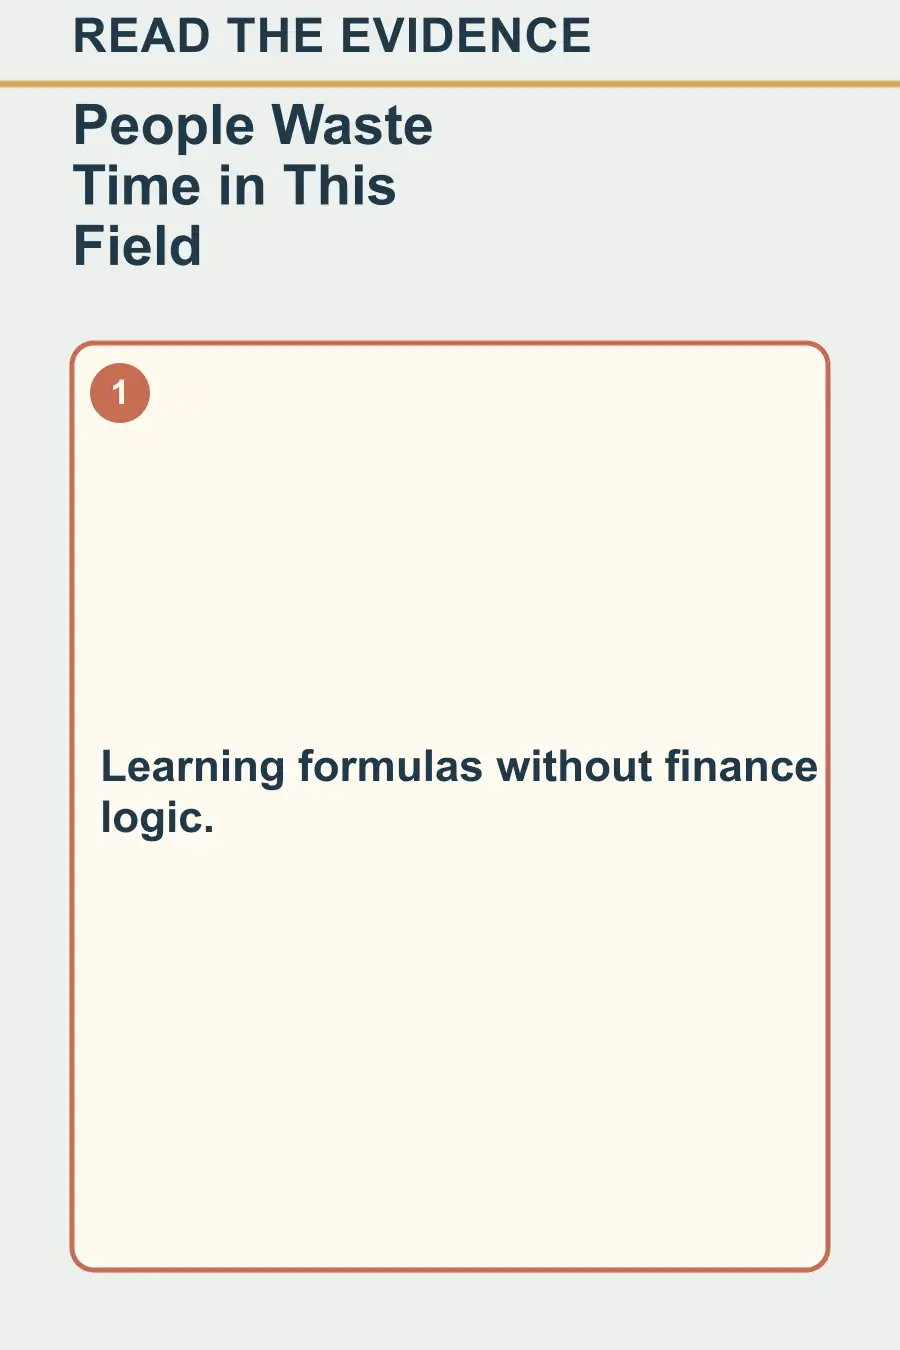 READ THE EVIDENCE
People Waste
Time in This
Field
1
Learning formulas without finance
logic.